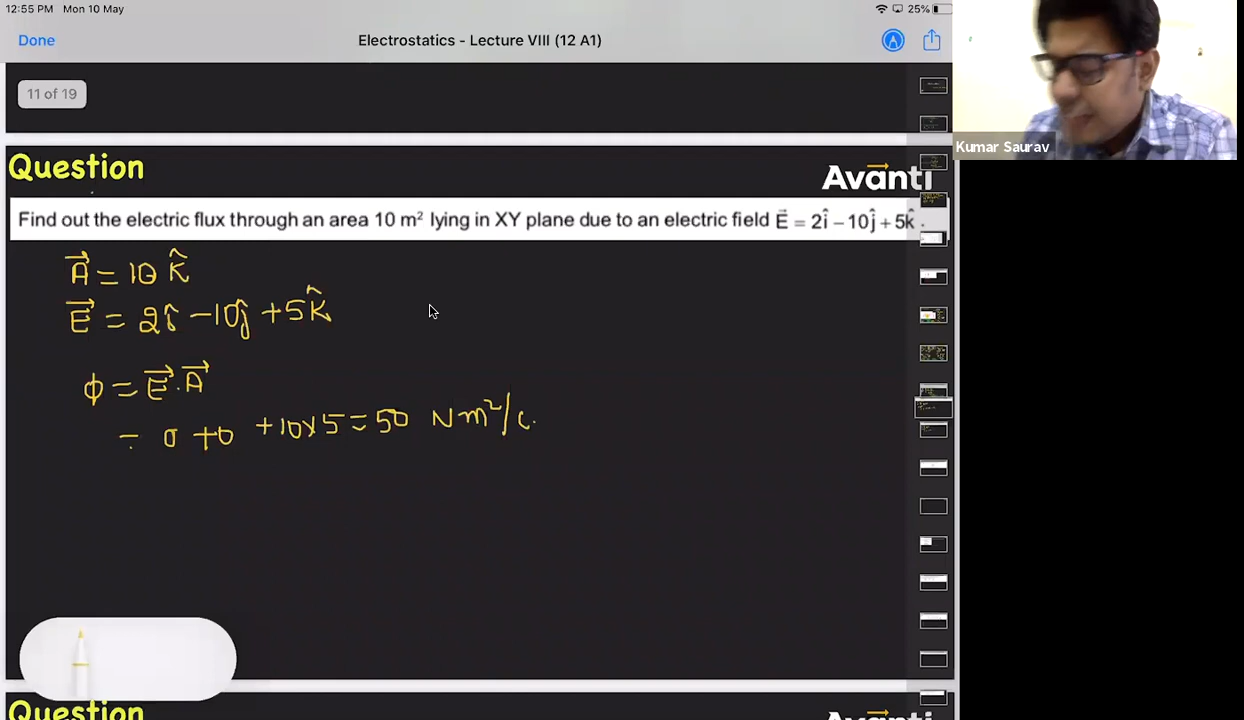 12:55 PM Mon 10 May
25%
Done
Electrostatics - Lecture VIII (12 A1)
11 of 19
Kumar Saurav
Question
Avanti
Find out the electric flux through an area 10 m² lying in XY plane due to an electric field E⃗ = 2î − 10ĵ + 5k̂ .
A⃗ = 10 k̂
E⃗ = 2î − 10ĵ + 5k̂
ϕ = E⃗ . A⃗
= 0 + 0 + 10 x 5 = 50 N m²/C.
Question
Avanti